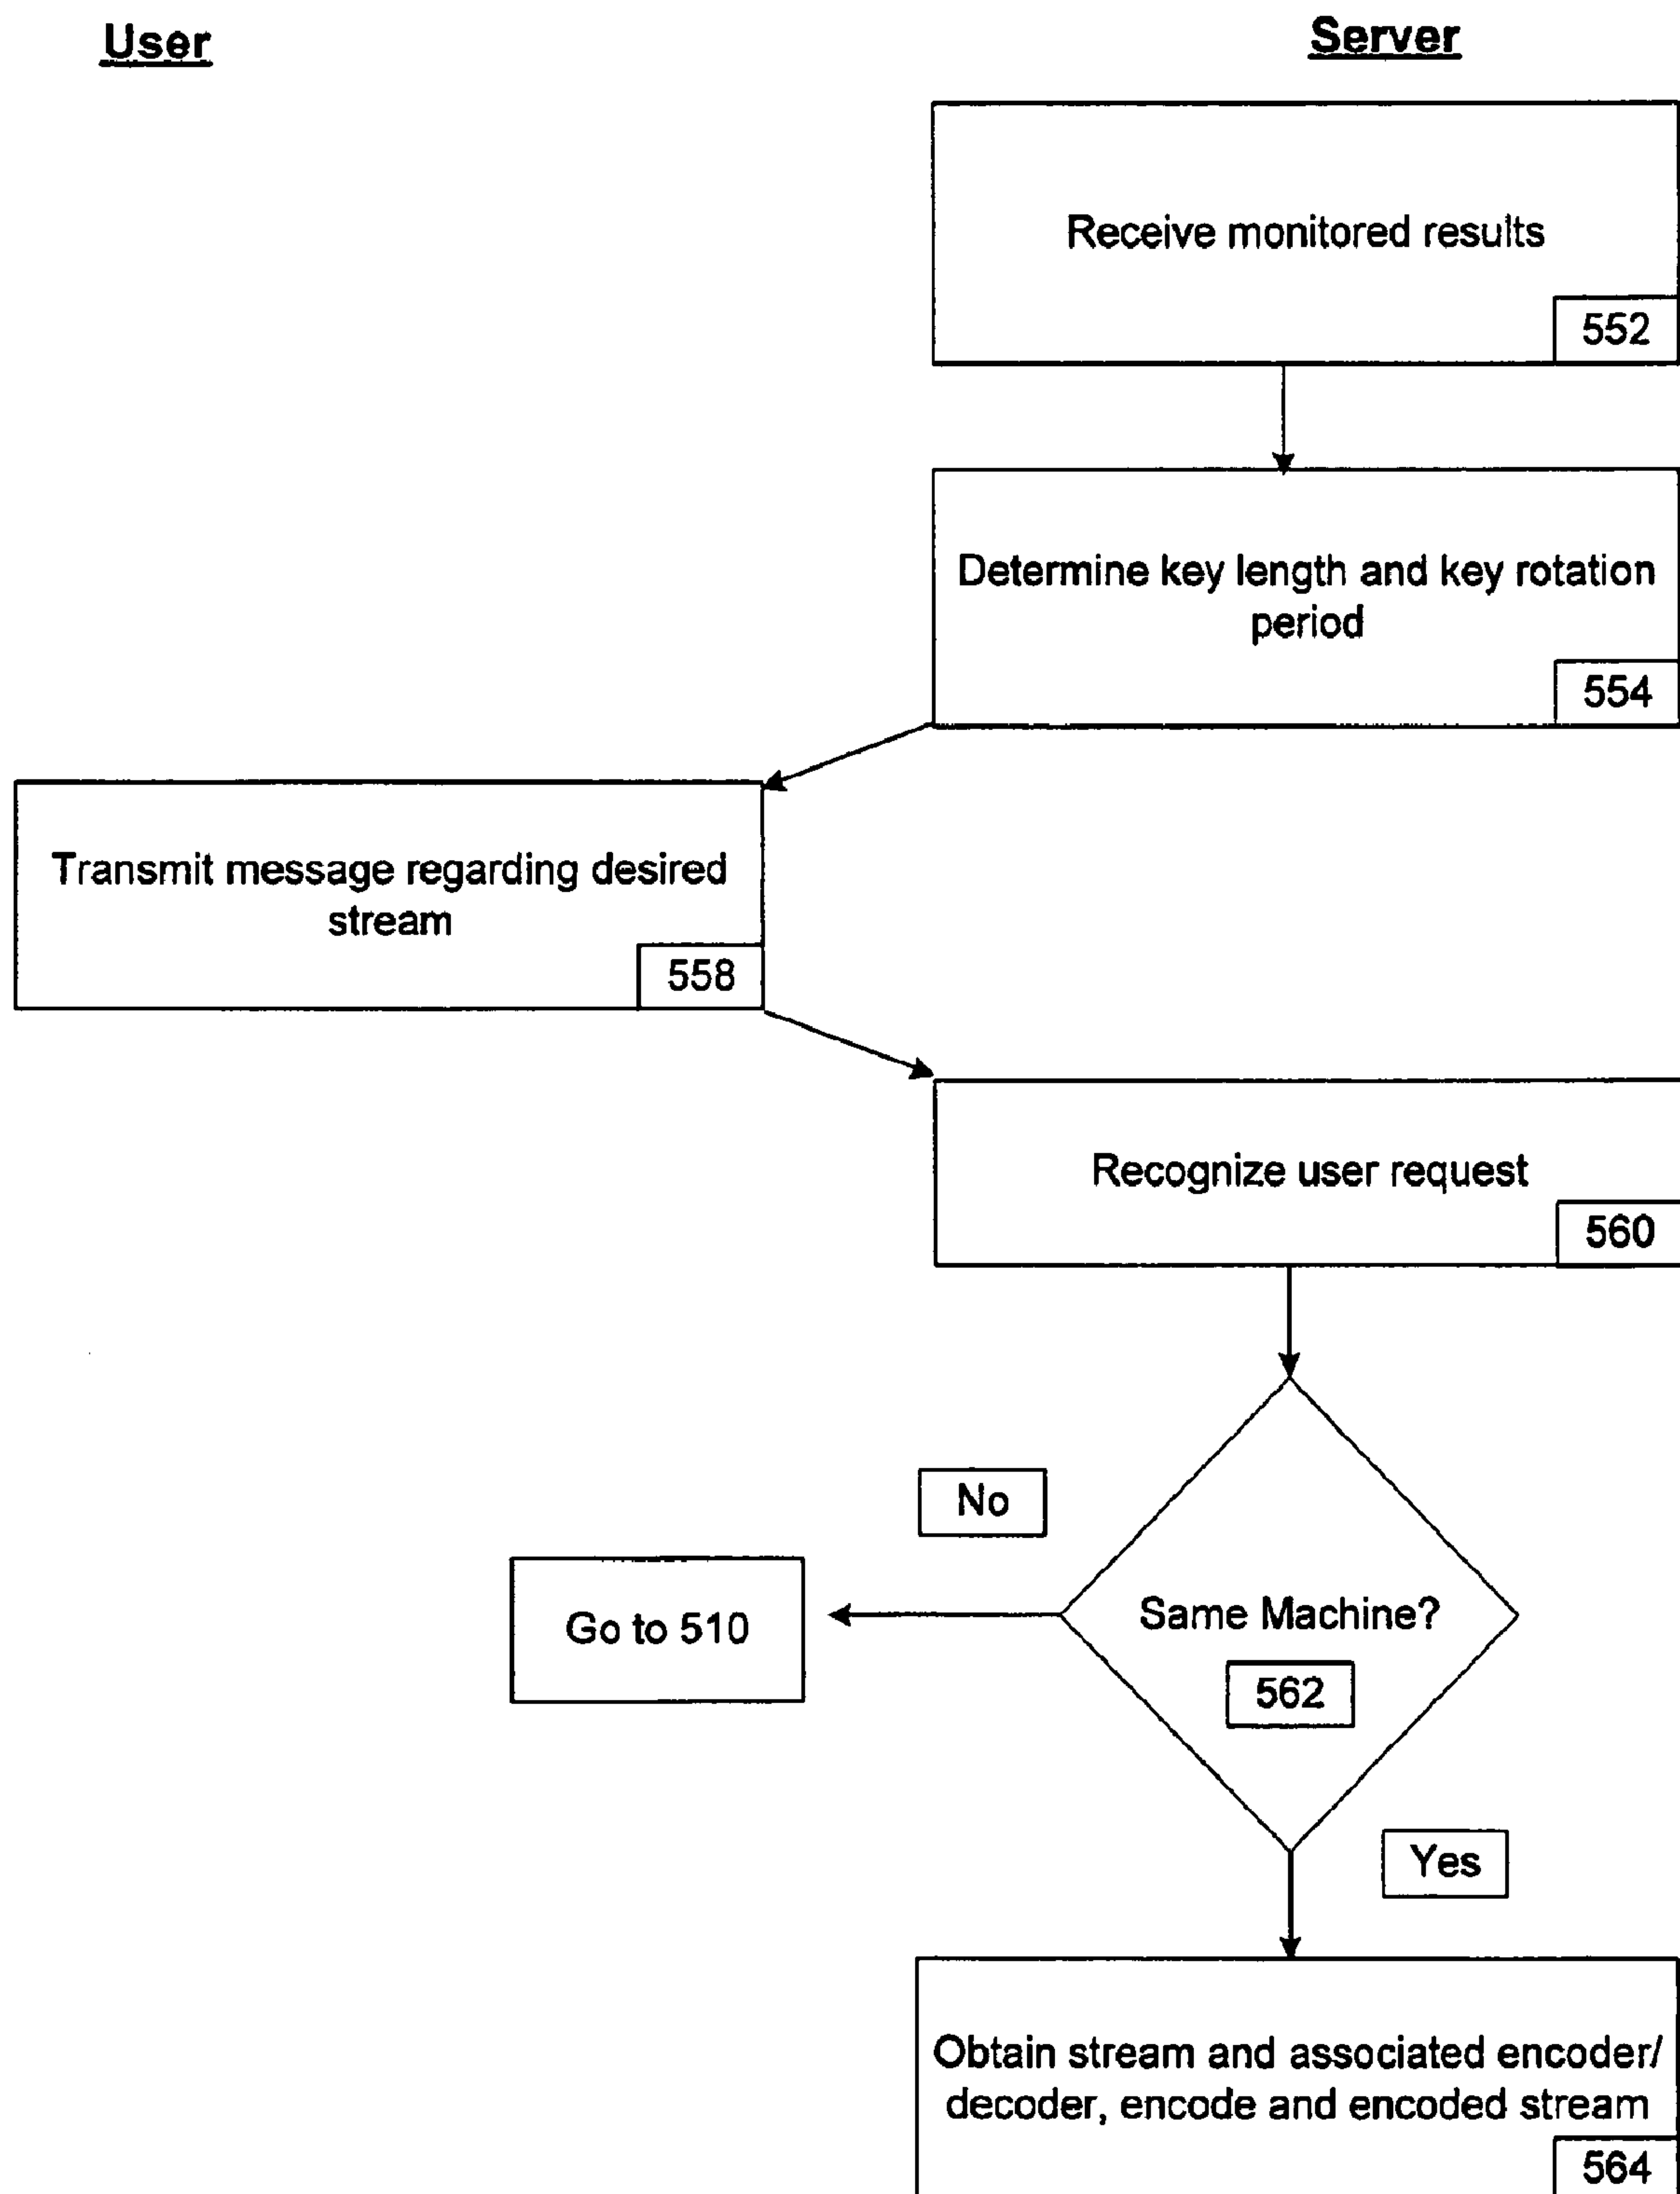 User
Server
Receive monitored results
552
Determine key length and key rotation
period
554
Transmit message regarding desired
stream
558
Recognize user request
560
No
Go to 510
Same Machine?
562
Yes
Obtain stream and associated encoder/
decoder, encode and encoded stream
564